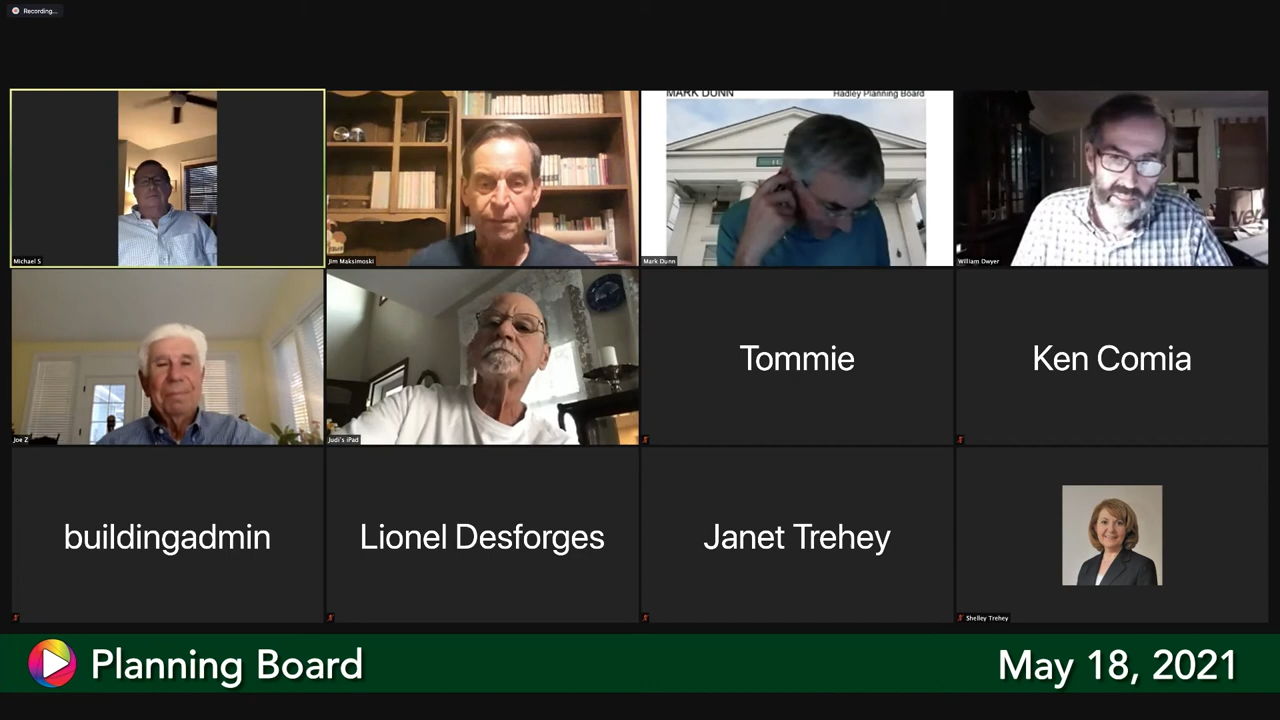 Recording...
MARK DUNN
Hadley Planning Board
Michael S
Jim Maksimoski
Mark Dunn
William Dwyer
Joe Z
Judi's iPad
Tommie
Ken Comia
buildingadmin
Lionel Desforges
Janet Trehey
Shelley Trehey
Planning Board
May 18, 2021